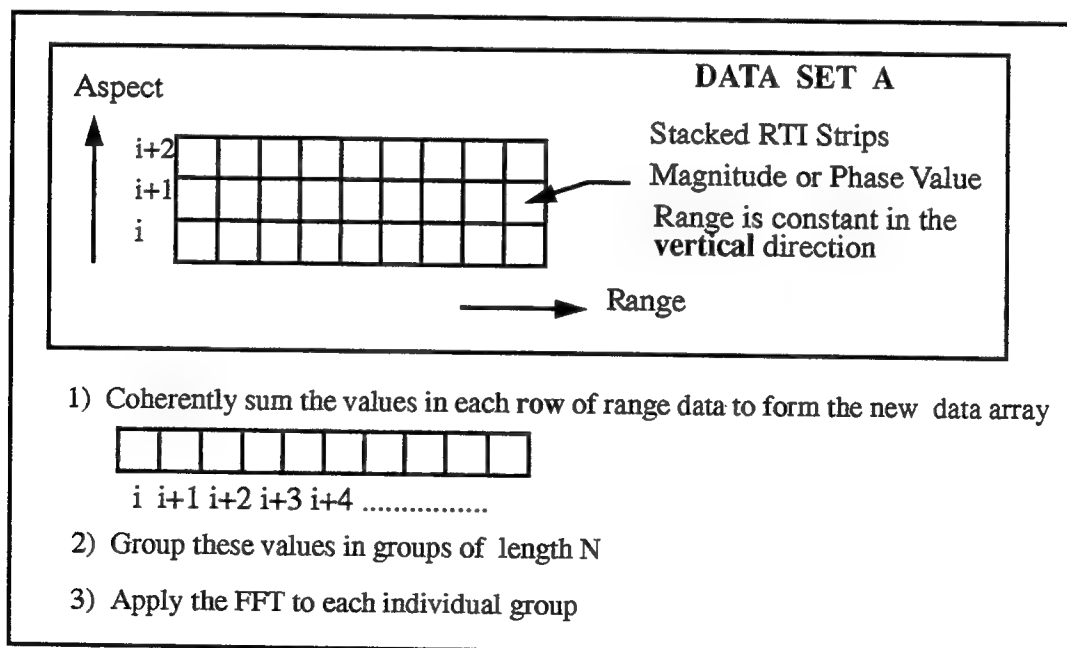 DATA SET A
Aspect
i+2
i+1
i
Stacked RTI Strips
Magnitude or Phase Value
Range is constant in the
vertical direction
Range
1) Coherently sum the values in each row of range data to form the new data array
i i+1 i+2 i+3 i+4 ................
2) Group these values in groups of length N
3) Apply the FFT to each individual group